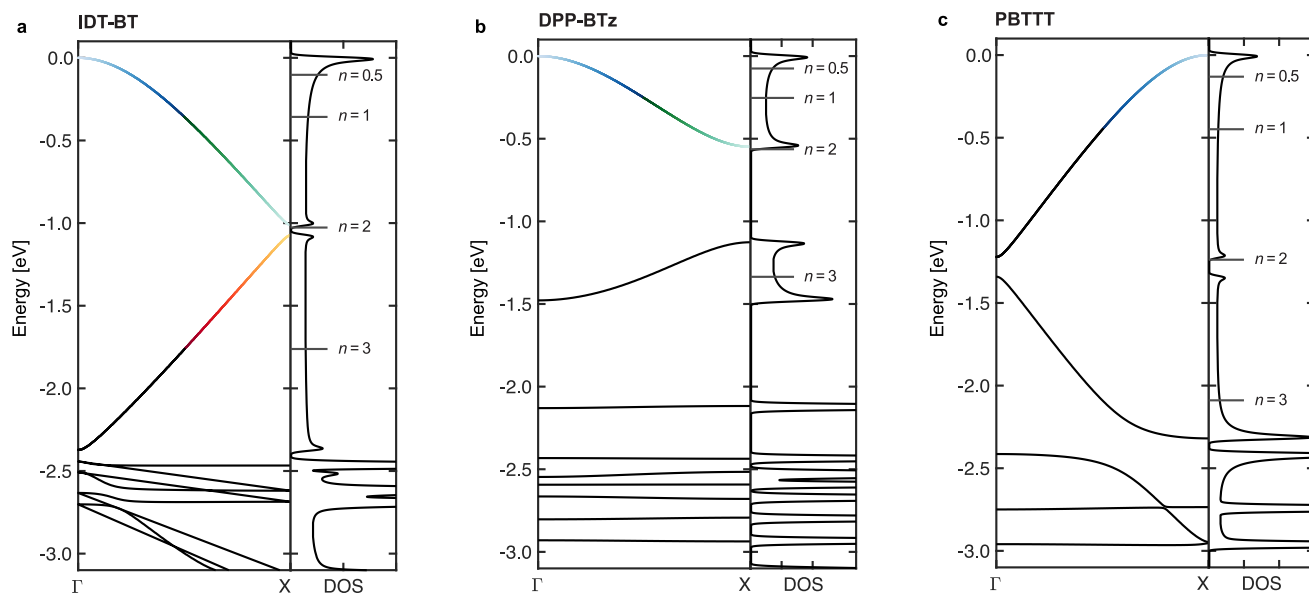 a
IDT-BT
Energy [eV]
0.0
-0.5
-1.0
-1.5
-2.0
-2.5
-3.0
n = 0.5
n = 1
n = 2
n = 3
Γ
X
DOS
b
DPP-BTz
Energy [eV]
0.0
-0.5
-1.0
-1.5
-2.0
-2.5
-3.0
n = 0.5
n = 1
n = 2
n = 3
Γ
X
DOS
c
PBTTT
Energy [eV]
0.0
-0.5
-1.0
-1.5
-2.0
-2.5
-3.0
n = 0.5
n = 1
n = 2
n = 3
Γ
X
DOS